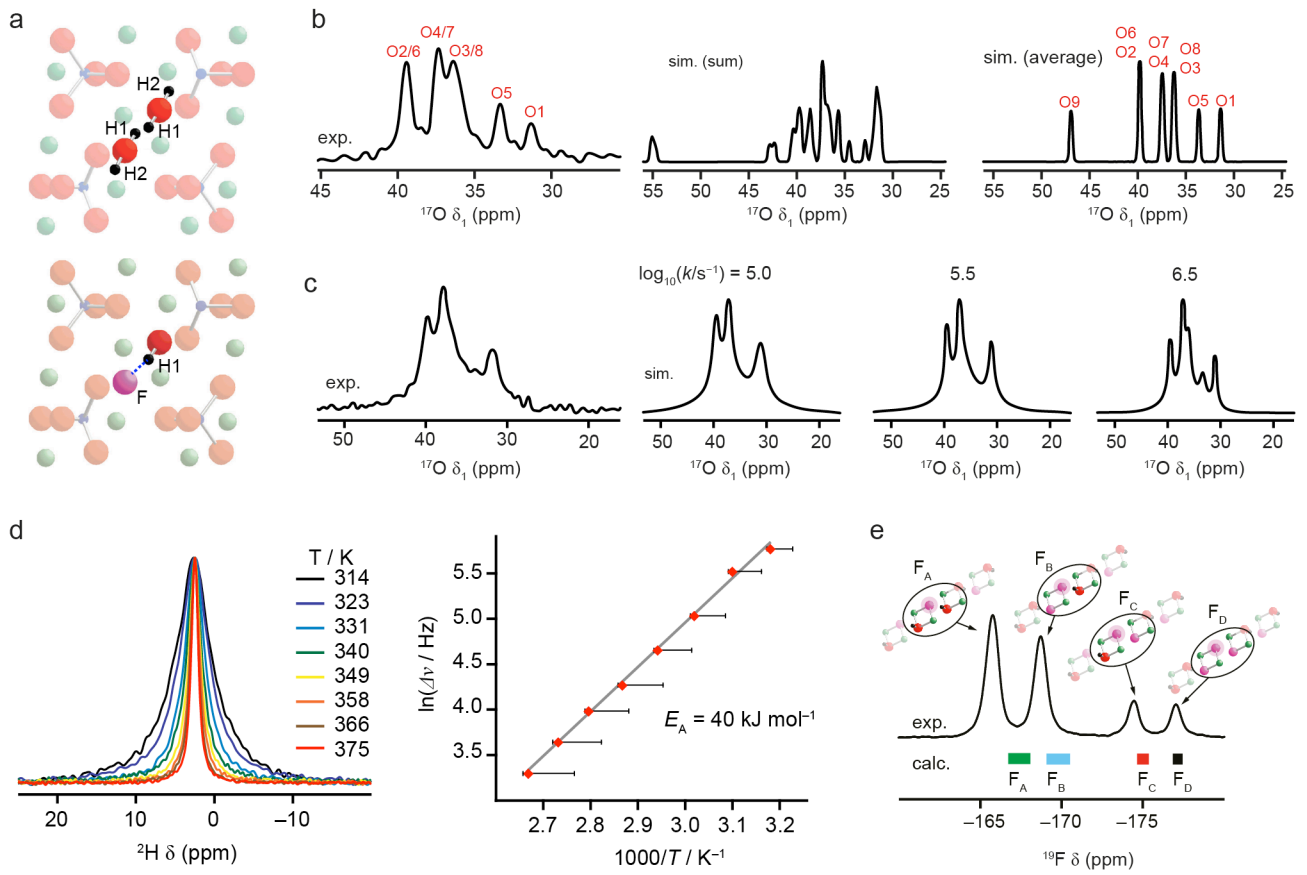 a
H2
H1
H1
H2
H1
F
b
O2/6
O4/7
O3/8
O5
O1
exp.
45 40 35 30
¹⁷O δ₁ (ppm)
sim. (sum)
55 50 45 40 35 30 25
¹⁷O δ₁ (ppm)
sim. (average)
O9
O6
O2
O7
O4
O8
O3
O5
O1
55 50 45 40 35 30 25
¹⁷O δ₁ (ppm)
c
exp.
50 40 30 20
¹⁷O δ₁ (ppm)
log₁₀(k/s⁻¹) = 5.0
sim.
50 40 30 20
¹⁷O δ₁ (ppm)
5.5
50 40 30 20
¹⁷O δ₁ (ppm)
6.5
50 40 30 20
¹⁷O δ₁ (ppm)
d
T / K
314
323
331
340
349
358
366
375
20 10 0 −10
²H δ (ppm)
ln(Δν / Hz)
5.5
5.0
4.5
4.0
3.5
E_A = 40 kJ mol⁻¹
2.7 2.8 2.9 3.0 3.1 3.2
1000/T / K⁻¹
e
F_A
F_B
F_C
F_D
exp.
calc.
F_A F_B F_C F_D
−165 −170 −175
¹⁹F δ (ppm)